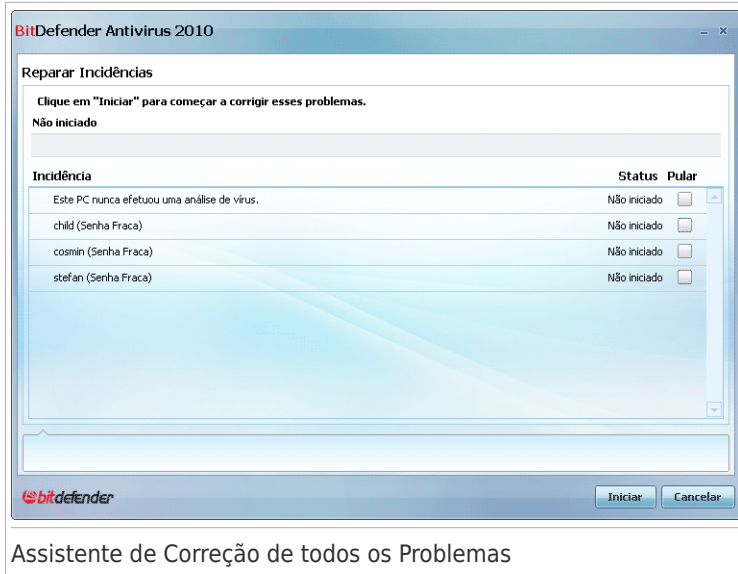 BitDefender Antivirus 2010
Reparar Incidências
Clique em "Iniciar" para começar a corrigir esses problemas.
Não iniciado
Incidência Status Pular
Este PC nunca efetuou uma análise de vírus. Não iniciado
child (Senha Fraca) Não iniciado
cosmin (Senha Fraca) Não iniciado
stefan (Senha Fraca) Não iniciado
bitdefender Iniciar Cancelar
Assistente de Correção de todos os Problemas